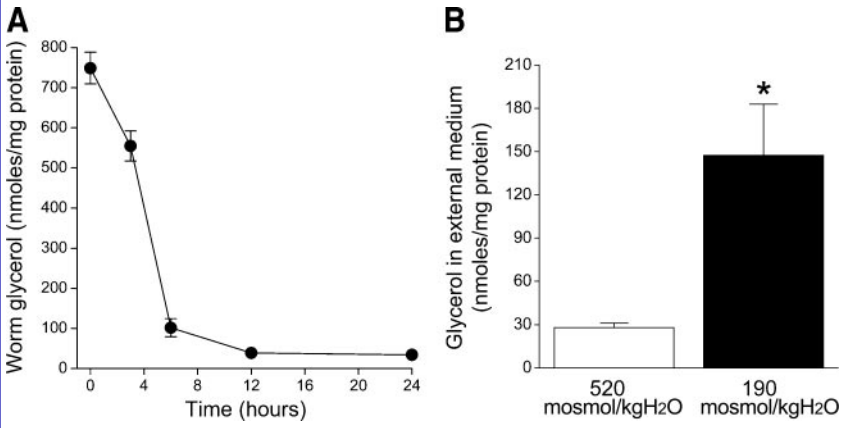 A
Worm glycerol (nmoles/mg protein)
800
700
600
500
400
300
200
100
0
0 4 8 12 16 20 24
Time (hours)
B
Glycerol in external medium
(nmoles/mg protein)
210
180
150
120
90
60
30
0
*
520 190
mosmol/kgH2O mosmol/kgH2O